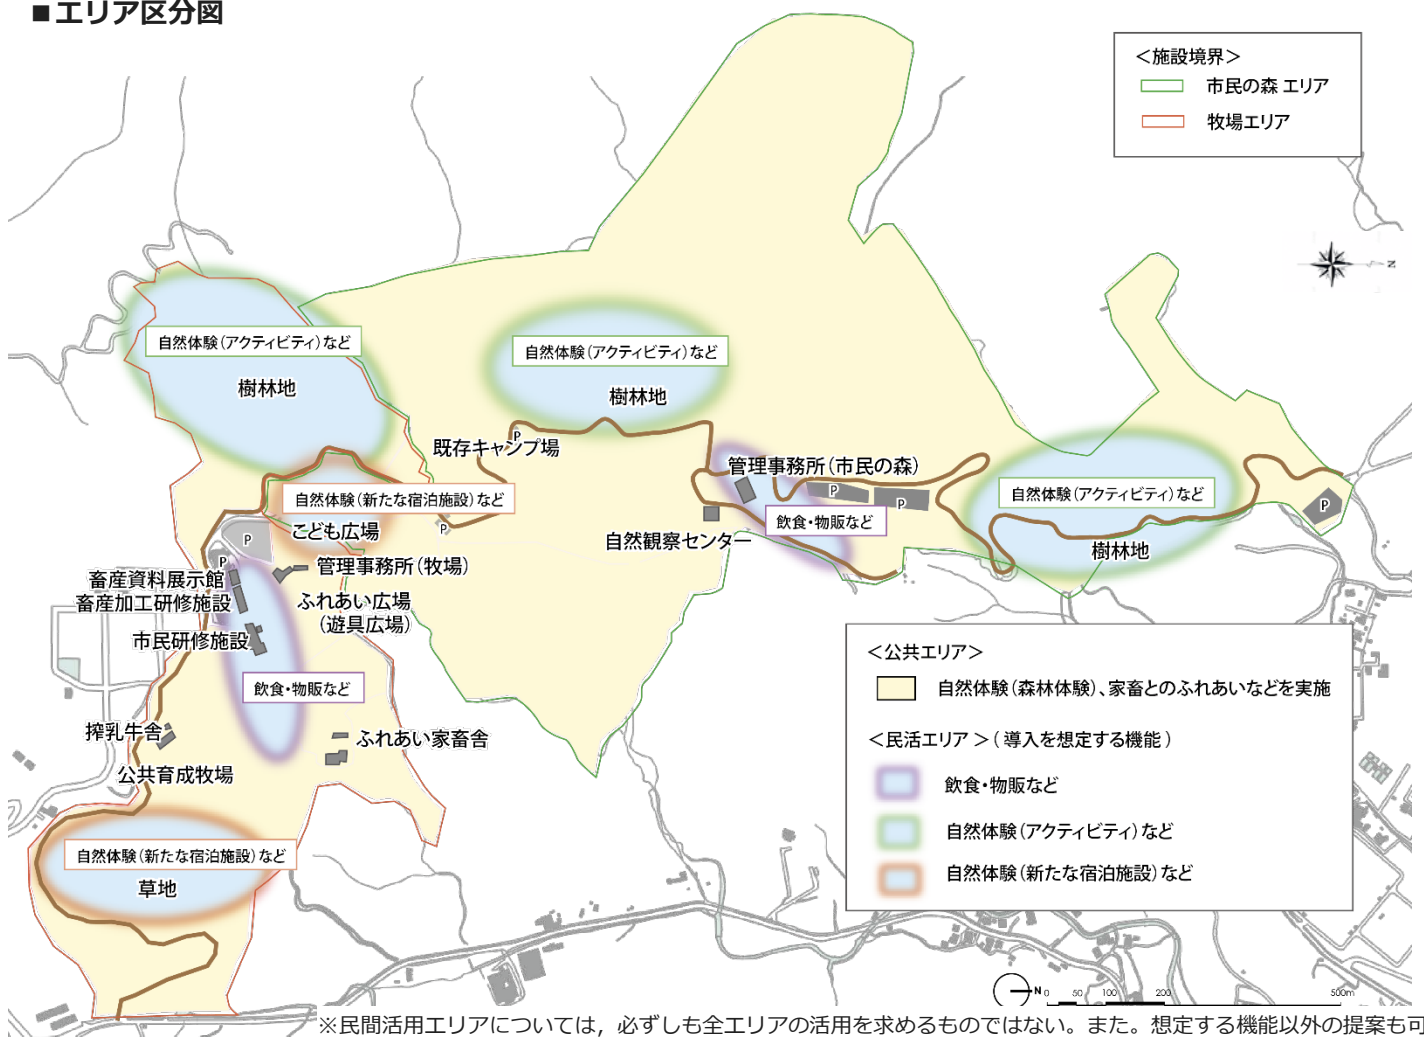 ■エリア区分図
＜施設境界＞
市民の森 エリア
牧場エリア
N
自然体験（アクティビティ）など
樹林地
自然体験（アクティビティ）など
樹林地
P
既存キャンプ場
管理事務所（市民の森）
P
P
自然体験（アクティビティ）など
樹林地
P
自然体験（新たな宿泊施設）など
こども広場
P
飲食・物販など
自然観察センター
P
P
管理事務所（牧場）
畜産資料展示館
畜産加工研修施設
ふれあい広場
（遊具広場）
市民研修施設
飲食・物販など
搾乳牛舎
ふれあい家畜舎
公共育成牧場
自然体験（新たな宿泊施設）など
草地
＜公共エリア＞
自然体験（森林体験）、家畜とのふれあいなどを実施
＜民活エリア＞（導入を想定する機能）
飲食・物販など
自然体験（アクティビティ）など
自然体験（新たな宿泊施設）など
N 0 50 100 200 500m
※民間活用エリアについては，必ずしも全エリアの活用を求めるものではない。また。想定する機能以外の提案も可